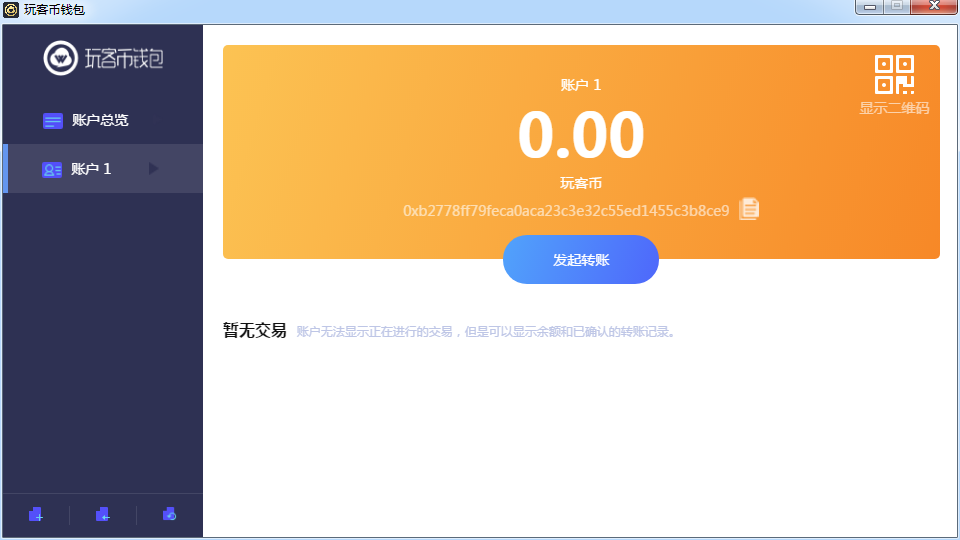 玩客币钱包
玩客币钱包
账户总览
账户 1
账户 1
显示二维码
0.00
玩客币
0xb2778ff79feca0aca23c3e32c55ed1455c3b8ce9
发起转账
暂无交易 账户无法显示正在进行的交易，但是可以显示余额和已确认的转账记录。